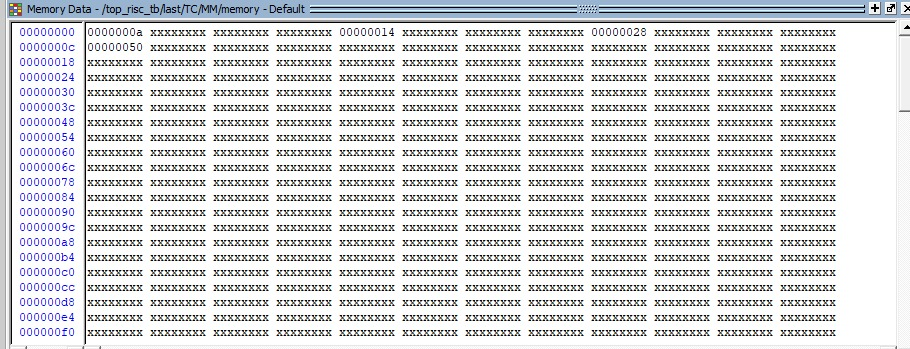 Memory Data - /top_risc_tb/last/TC/MM/memory - Default
00000000 0000000a xxxxxxxx xxxxxxxx xxxxxxxx 00000014 xxxxxxxx xxxxxxxx xxxxxxxx 00000028 xxxxxxxx xxxxxxxx xxxxxxxx
0000000c 00000050 xxxxxxxx xxxxxxxx xxxxxxxx xxxxxxxx xxxxxxxx xxxxxxxx xxxxxxxx xxxxxxxx xxxxxxxx xxxxxxxx xxxxxxxx
00000018 xxxxxxxx xxxxxxxx xxxxxxxx xxxxxxxx xxxxxxxx xxxxxxxx xxxxxxxx xxxxxxxx xxxxxxxx xxxxxxxx xxxxxxxx xxxxxxxx
00000024 xxxxxxxx xxxxxxxx xxxxxxxx xxxxxxxx xxxxxxxx xxxxxxxx xxxxxxxx xxxxxxxx xxxxxxxx xxxxxxxx xxxxxxxx xxxxxxxx
00000030 xxxxxxxx xxxxxxxx xxxxxxxx xxxxxxxx xxxxxxxx xxxxxxxx xxxxxxxx xxxxxxxx xxxxxxxx xxxxxxxx xxxxxxxx xxxxxxxx
0000003c xxxxxxxx xxxxxxxx xxxxxxxx xxxxxxxx xxxxxxxx xxxxxxxx xxxxxxxx xxxxxxxx xxxxxxxx xxxxxxxx xxxxxxxx xxxxxxxx
00000048 xxxxxxxx xxxxxxxx xxxxxxxx xxxxxxxx xxxxxxxx xxxxxxxx xxxxxxxx xxxxxxxx xxxxxxxx xxxxxxxx xxxxxxxx xxxxxxxx
00000054 xxxxxxxx xxxxxxxx xxxxxxxx xxxxxxxx xxxxxxxx xxxxxxxx xxxxxxxx xxxxxxxx xxxxxxxx xxxxxxxx xxxxxxxx xxxxxxxx
00000060 xxxxxxxx xxxxxxxx xxxxxxxx xxxxxxxx xxxxxxxx xxxxxxxx xxxxxxxx xxxxxxxx xxxxxxxx xxxxxxxx xxxxxxxx xxxxxxxx
0000006c xxxxxxxx xxxxxxxx xxxxxxxx xxxxxxxx xxxxxxxx xxxxxxxx xxxxxxxx xxxxxxxx xxxxxxxx xxxxxxxx xxxxxxxx xxxxxxxx
00000078 xxxxxxxx xxxxxxxx xxxxxxxx xxxxxxxx xxxxxxxx xxxxxxxx xxxxxxxx xxxxxxxx xxxxxxxx xxxxxxxx xxxxxxxx xxxxxxxx
00000084 xxxxxxxx xxxxxxxx xxxxxxxx xxxxxxxx xxxxxxxx xxxxxxxx xxxxxxxx xxxxxxxx xxxxxxxx xxxxxxxx xxxxxxxx xxxxxxxx
00000090 xxxxxxxx xxxxxxxx xxxxxxxx xxxxxxxx xxxxxxxx xxxxxxxx xxxxxxxx xxxxxxxx xxxxxxxx xxxxxxxx xxxxxxxx xxxxxxxx
0000009c xxxxxxxx xxxxxxxx xxxxxxxx xxxxxxxx xxxxxxxx xxxxxxxx xxxxxxxx xxxxxxxx xxxxxxxx xxxxxxxx xxxxxxxx xxxxxxxx
000000a8 xxxxxxxx xxxxxxxx xxxxxxxx xxxxxxxx xxxxxxxx xxxxxxxx xxxxxxxx xxxxxxxx xxxxxxxx xxxxxxxx xxxxxxxx xxxxxxxx
000000b4 xxxxxxxx xxxxxxxx xxxxxxxx xxxxxxxx xxxxxxxx xxxxxxxx xxxxxxxx xxxxxxxx xxxxxxxx xxxxxxxx xxxxxxxx xxxxxxxx
000000c0 xxxxxxxx xxxxxxxx xxxxxxxx xxxxxxxx xxxxxxxx xxxxxxxx xxxxxxxx xxxxxxxx xxxxxxxx xxxxxxxx xxxxxxxx xxxxxxxx
000000cc xxxxxxxx xxxxxxxx xxxxxxxx xxxxxxxx xxxxxxxx xxxxxxxx xxxxxxxx xxxxxxxx xxxxxxxx xxxxxxxx xxxxxxxx xxxxxxxx
000000d8 xxxxxxxx xxxxxxxx xxxxxxxx xxxxxxxx xxxxxxxx xxxxxxxx xxxxxxxx xxxxxxxx xxxxxxxx xxxxxxxx xxxxxxxx xxxxxxxx
000000e4 xxxxxxxx xxxxxxxx xxxxxxxx xxxxxxxx xxxxxxxx xxxxxxxx xxxxxxxx xxxxxxxx xxxxxxxx xxxxxxxx xxxxxxxx xxxxxxxx
000000f0 xxxxxxxx xxxxxxxx xxxxxxxx xxxxxxxx xxxxxxxx xxxxxxxx xxxxxxxx xxxxxxxx xxxxxxxx xxxxxxxx xxxxxxxx xxxxxxxx